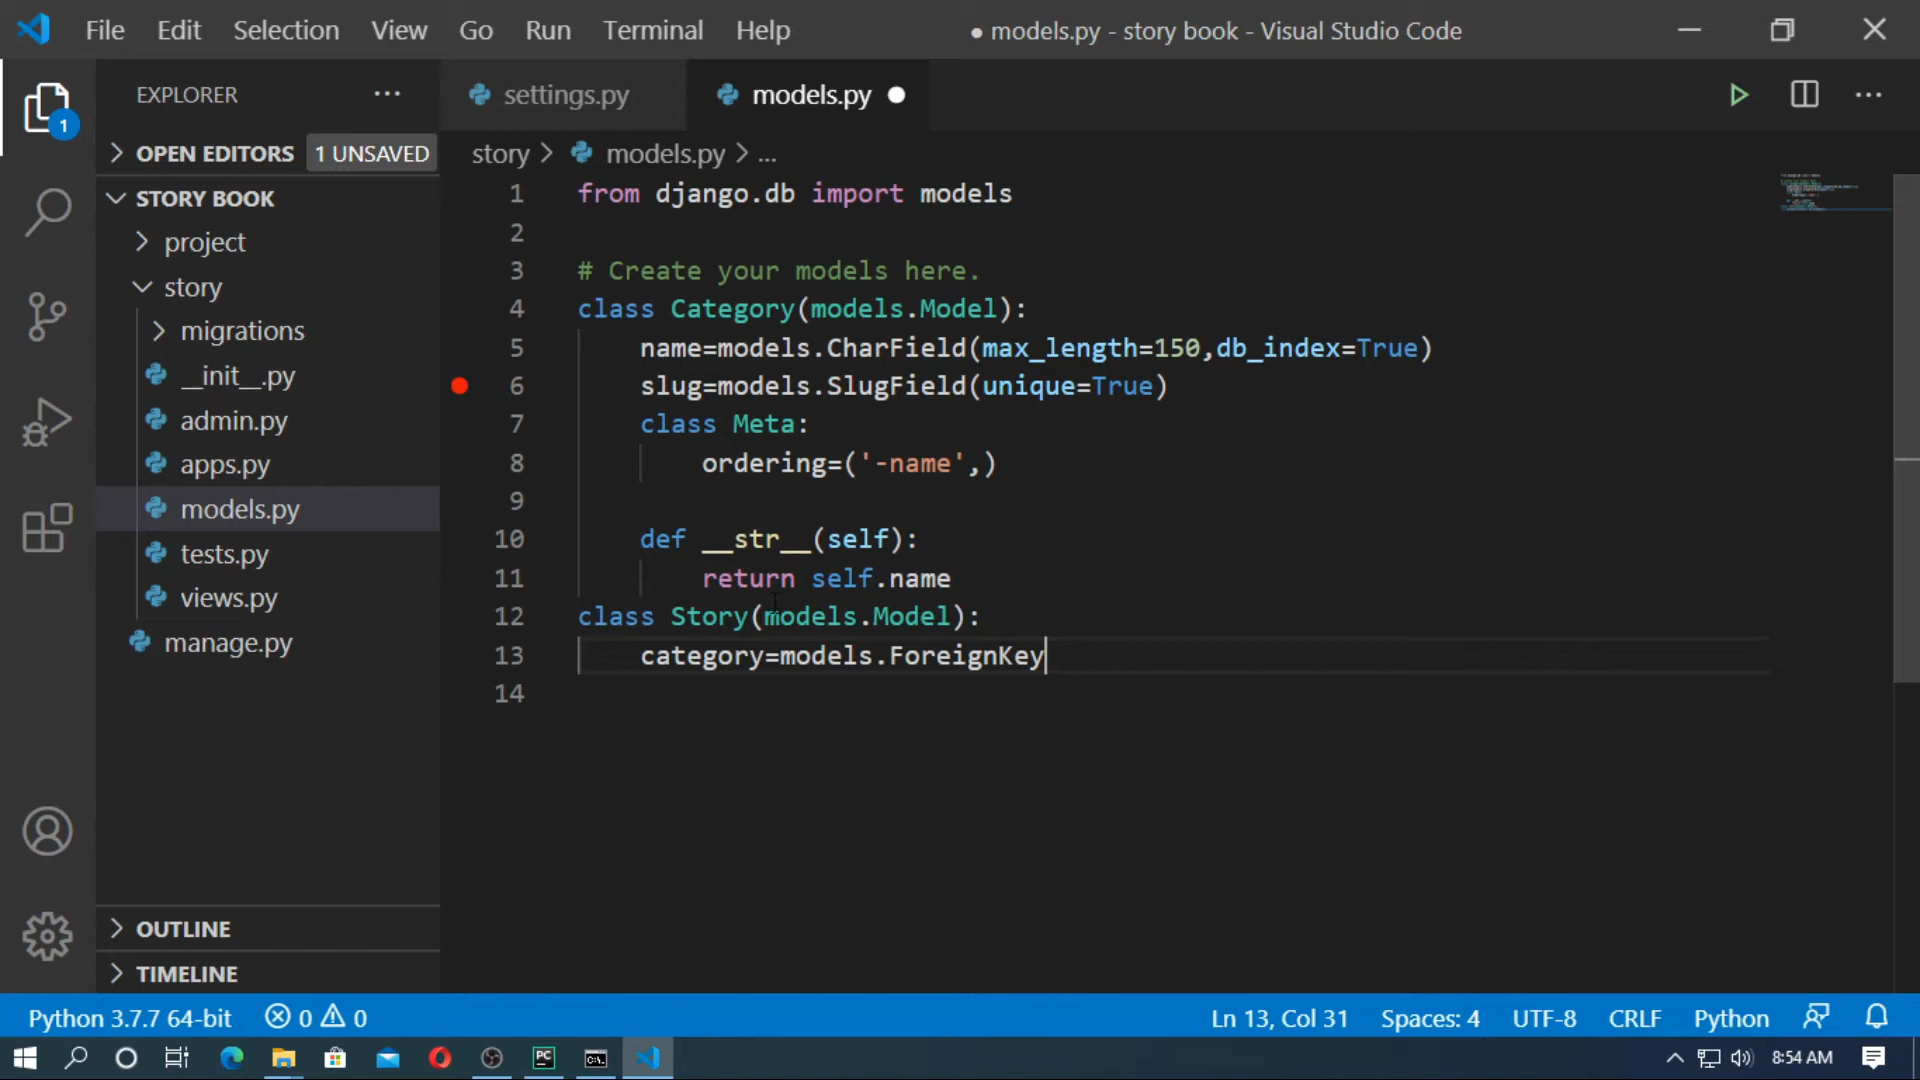 File Edit Selection View Go Run Terminal Help
● models.py - story book - Visual Studio Code
EXPLORER ···
settings.py
models.py ●
1
OPEN EDITORS 1 UNSAVED
story > models.py > ...
STORY BOOK
project
story
migrations
__init__.py
admin.py
apps.py
models.py
tests.py
views.py
manage.py
OUTLINE
TIMELINE
1 from django.db import models
2
3 # Create your models here.
4 class Category(models.Model):
5 name=models.CharField(max_length=150,db_index=True)
6 slug=models.SlugField(unique=True)
7 class Meta:
8 ordering=('-name',)
9
10 def __str__(self):
11 return self.name
12 class Story(models.Model):
13 category=models.ForeignKey
14
Python 3.7.7 64-bit 0 0 Ln 13, Col 31 Spaces: 4 UTF-8 CRLF Python
PC C:\. 8:54 AM